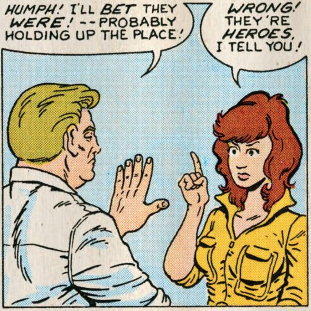 HUMPH! I'LL BET THEY
WERE! -- PROBABLY
HOLDING UP THE PLACE!
WRONG!
THEY'RE
HEROES,
I TELL YOU!